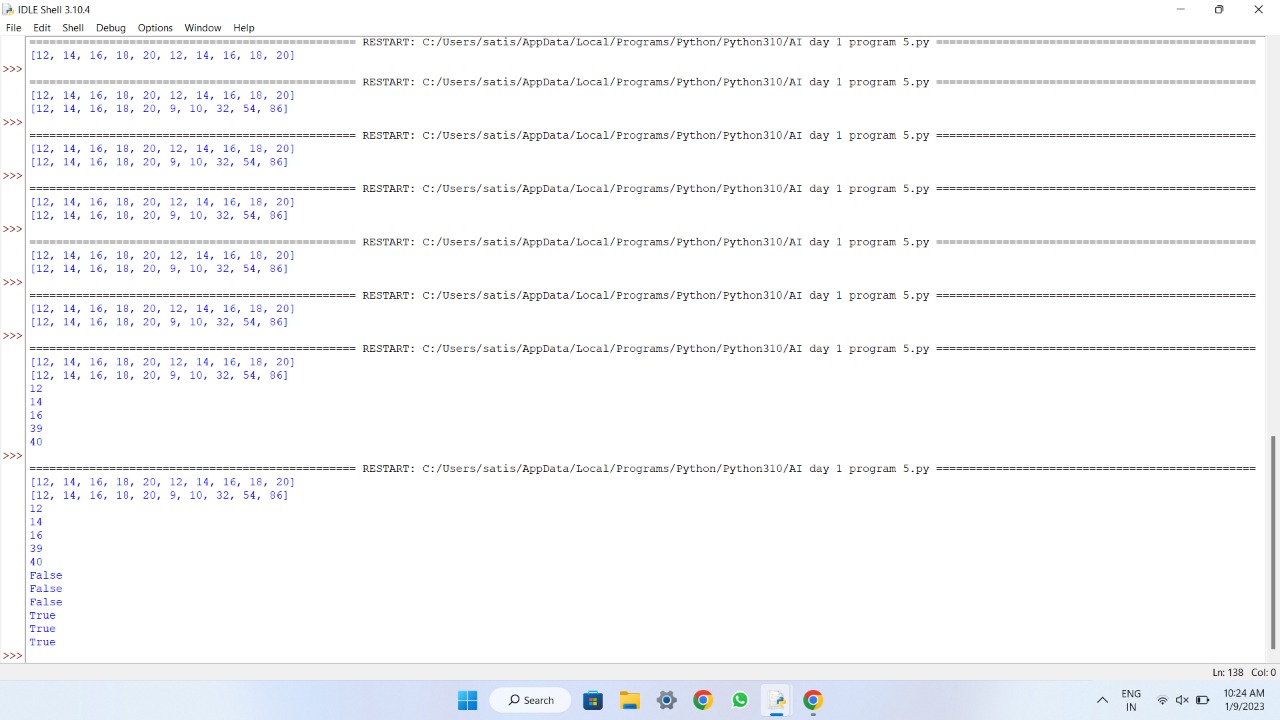 IDLE Shell 3.10.4
File Edit Shell Debug Options Window Help
================================================= RESTART: C:/Users/satis/AppData/Local/Programs/Python/Python310/AI day 1 program 5.py ================================================
[12, 14, 16, 18, 20, 12, 14, 16, 18, 20]
>>>
================================================= RESTART: C:/Users/satis/AppData/Local/Programs/Python/Python310/AI day 1 program 5.py ================================================
[12, 14, 16, 18, 20, 12, 14, 16, 18, 20]
[12, 14, 16, 18, 20, 9, 10, 32, 54, 86]
>>>
================================================= RESTART: C:/Users/satis/AppData/Local/Programs/Python/Python310/AI day 1 program 5.py ================================================
[12, 14, 16, 18, 20, 12, 14, 16, 18, 20]
[12, 14, 16, 18, 20, 9, 10, 32, 54, 86]
>>>
================================================= RESTART: C:/Users/satis/AppData/Local/Programs/Python/Python310/AI day 1 program 5.py ================================================
[12, 14, 16, 18, 20, 12, 14, 16, 18, 20]
[12, 14, 16, 18, 20, 9, 10, 32, 54, 86]
>>>
================================================= RESTART: C:/Users/satis/AppData/Local/Programs/Python/Python310/AI day 1 program 5.py ================================================
[12, 14, 16, 18, 20, 12, 14, 16, 18, 20]
[12, 14, 16, 18, 20, 9, 10, 32, 54, 86]
>>>
================================================= RESTART: C:/Users/satis/AppData/Local/Programs/Python/Python310/AI day 1 program 5.py ================================================
[12, 14, 16, 18, 20, 12, 14, 16, 18, 20]
[12, 14, 16, 18, 20, 9, 10, 32, 54, 86]
>>>
================================================= RESTART: C:/Users/satis/AppData/Local/Programs/Python/Python310/AI day 1 program 5.py ================================================
[12, 14, 16, 18, 20, 12, 14, 16, 18, 20]
[12, 14, 16, 18, 20, 9, 10, 32, 54, 86]
12
14
16
39
40
>>>
================================================= RESTART: C:/Users/satis/AppData/Local/Programs/Python/Python310/AI day 1 program 5.py ================================================
[12, 14, 16, 18, 20, 12, 14, 16, 18, 20]
[12, 14, 16, 18, 20, 9, 10, 32, 54, 86]
12
14
16
39
40
False
False
False
True
True
True
>>>
Ln: 138 Col: 0
Search
ENG
IN
10:24 AM
1/9/2023